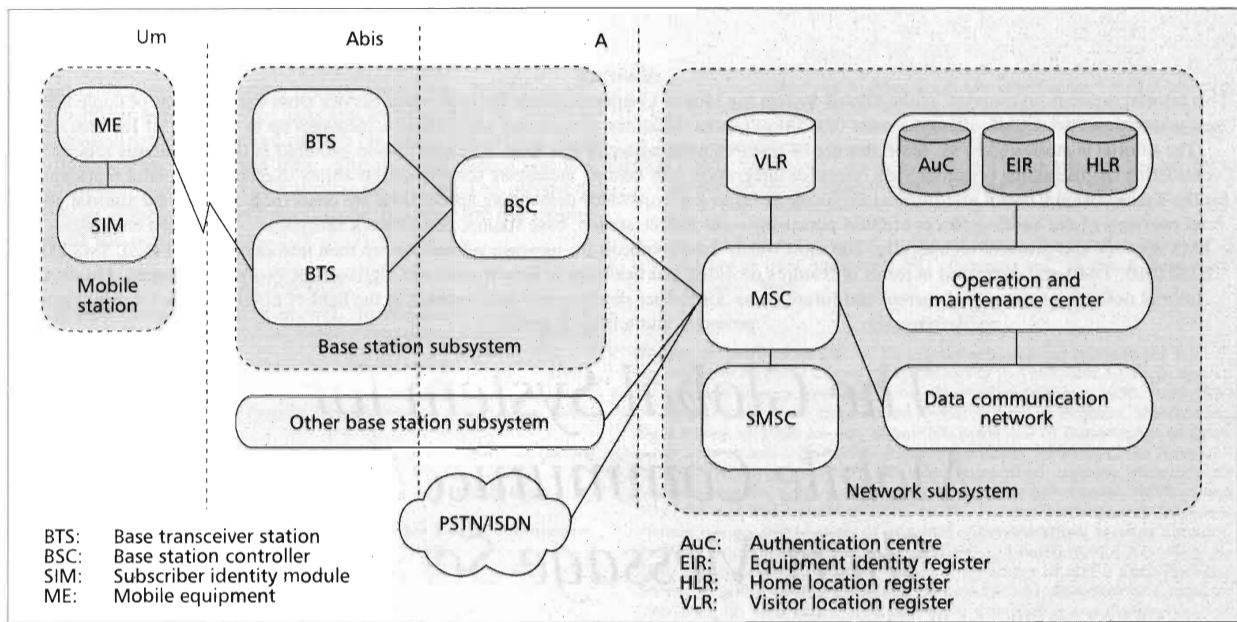 Um
Abis
A
ME
SIM
Mobile
station
BTS
BTS
BSC
Base station subsystem
Other base station subsystem
PSTN/ISDN
VLR
MSC
SMSC
AuC
EIR
HLR
Operation and
maintenance center
Data communication
network
Network subsystem
BTS: Base transceiver station
BSC: Base station controller
SIM: Subscriber identity module
ME: Mobile equipment
AuC: Authentication centre
EIR: Equipment identity register
HLR: Home location register
VLR: Visitor location register